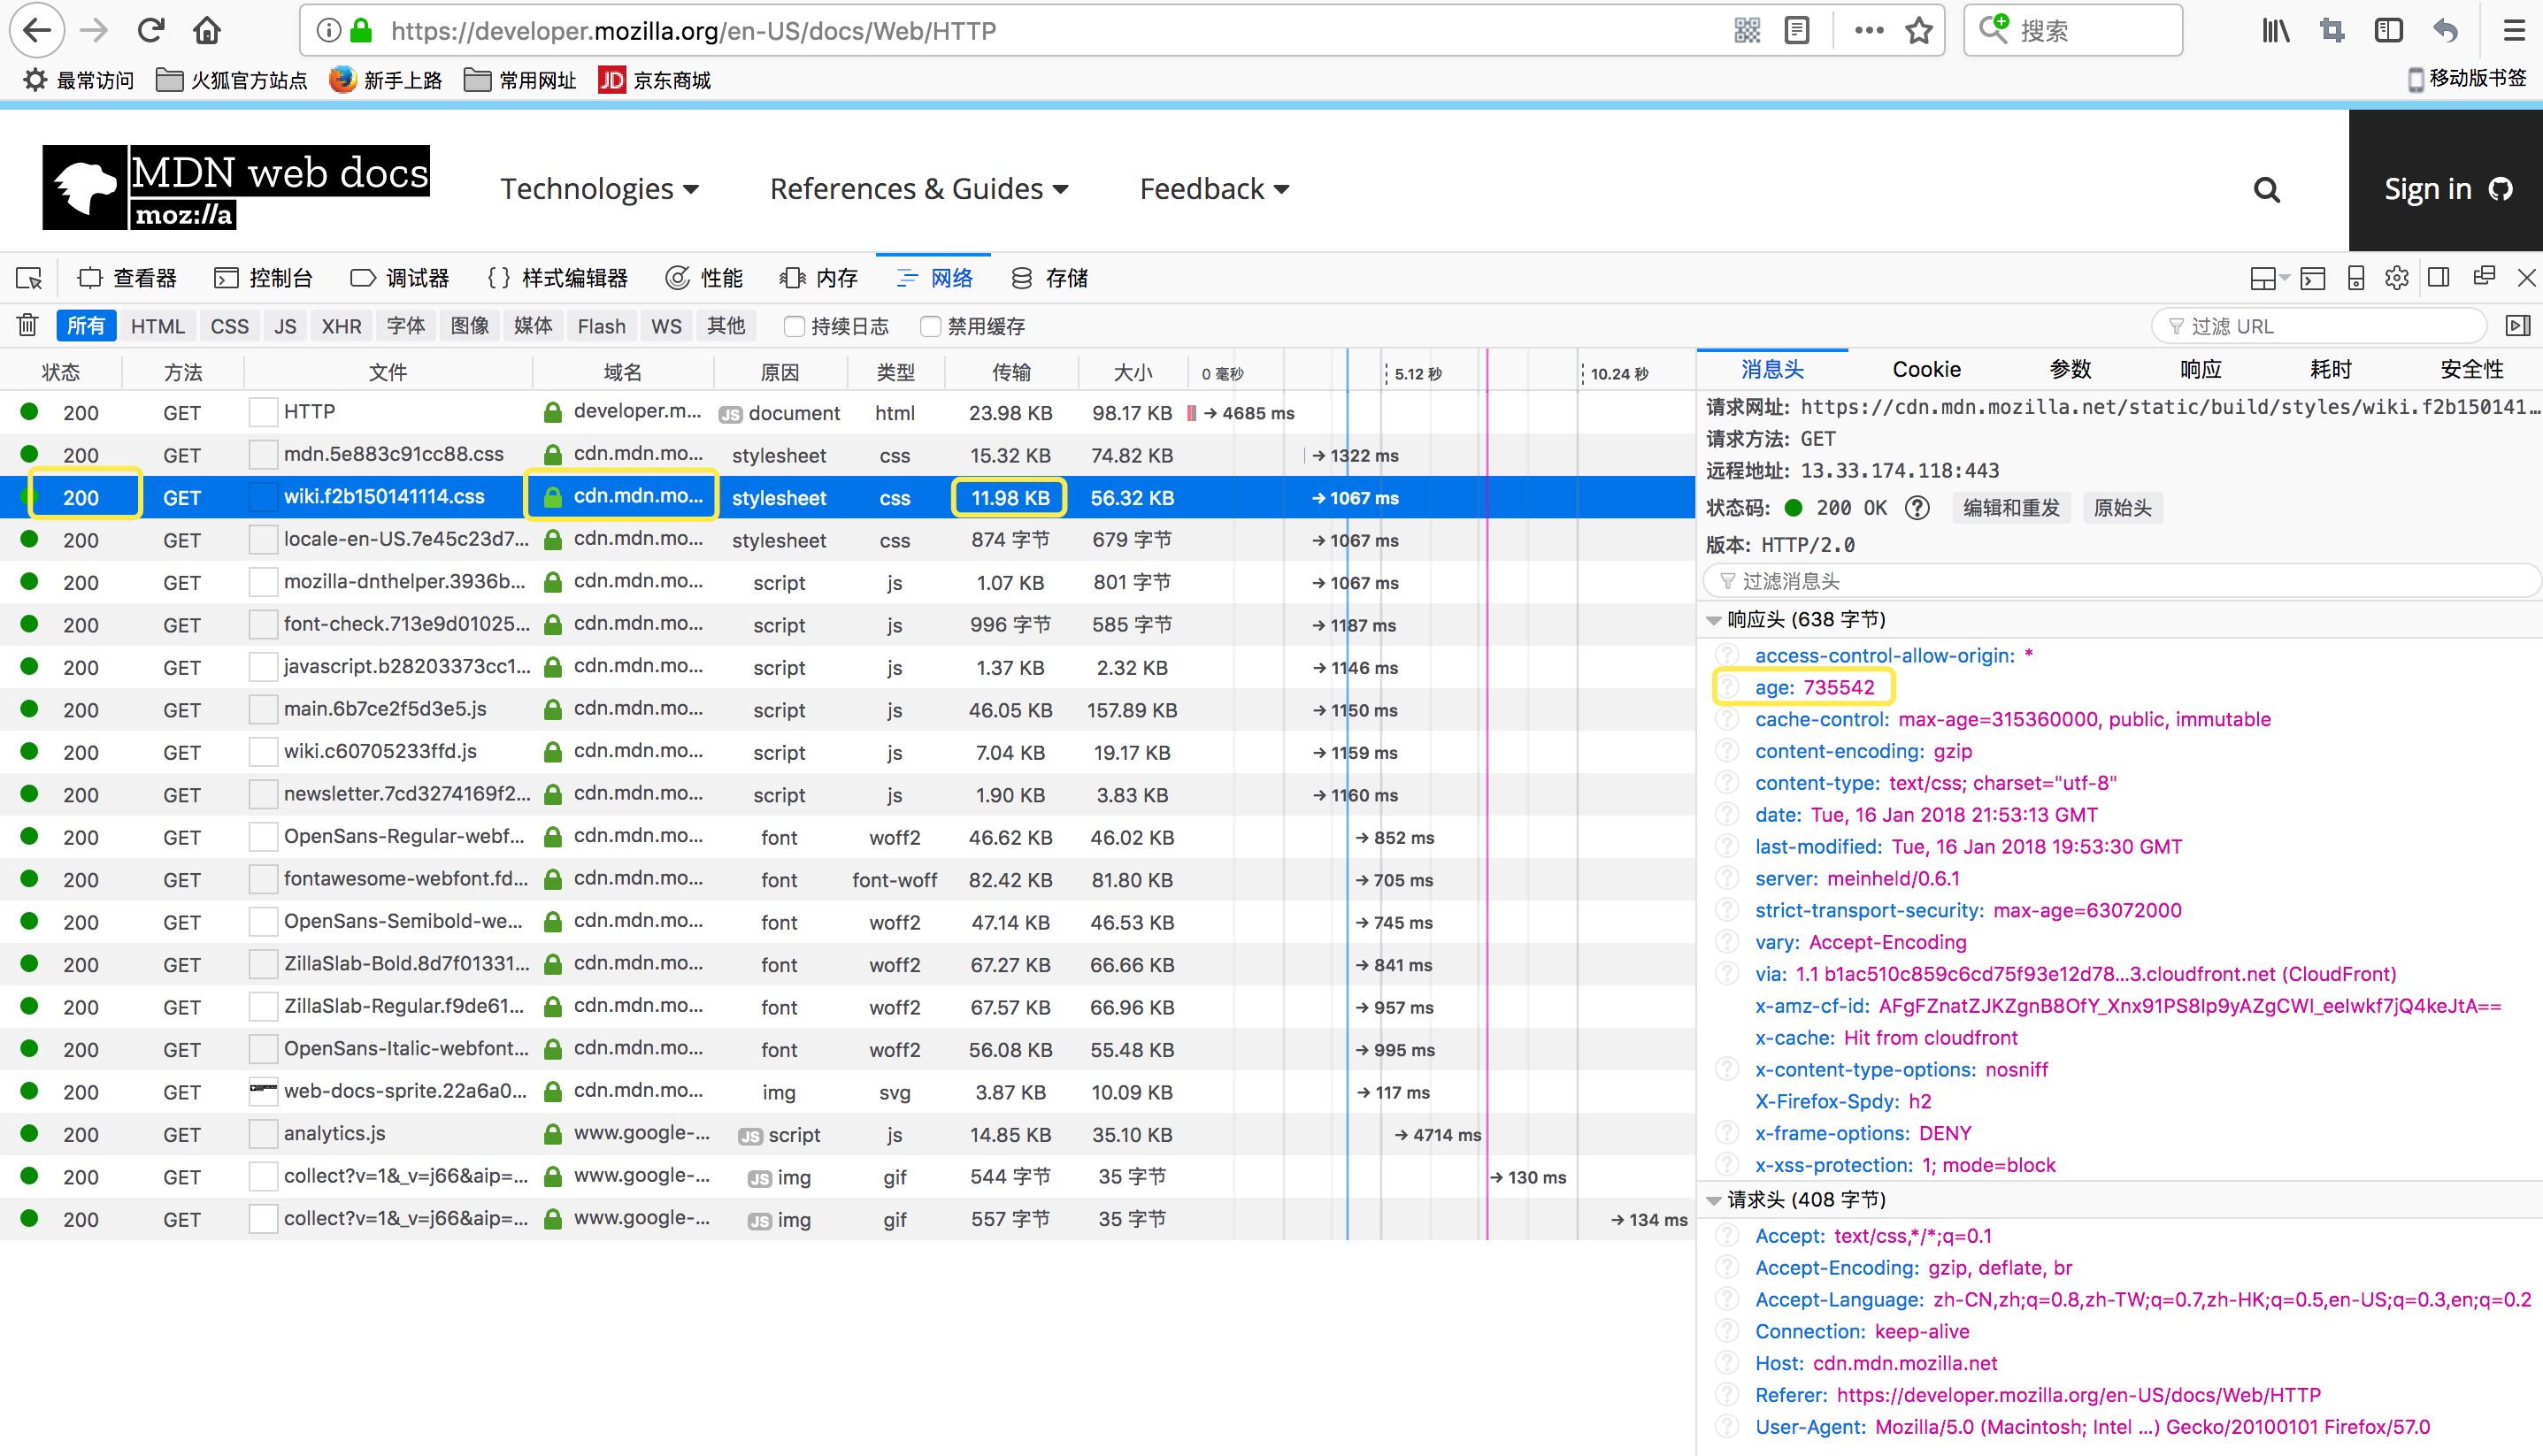 https://developer.mozilla.org/en-US/docs/Web/HTTP
搜索
最常访问 火狐官方站点 新手上路 常用网址 JD 京东商城 移动版书签
MDN web docs
moz://a
Technologies References & Guides Feedback Sign in
查看器 控制台 调试器 样式编辑器 性能 内存 网络 存储
所有 HTML CSS JS XHR 字体 图像 媒体 Flash WS 其他 持续日志 禁用缓存 过滤 URL
状态 方法 文件 域名 原因 类型 传输 大小 0 毫秒 5.12 秒 10.24 秒
200 GET HTTP developer.m... JS document html 23.98 KB 98.17 KB → 4685 ms
200 GET mdn.5e883c91cc88.css cdn.mdn.mo... stylesheet css 15.32 KB 74.82 KB → 1322 ms
200 GET wiki.f2b150141114.css cdn.mdn.mo... stylesheet css 11.98 KB 56.32 KB → 1067 ms
200 GET locale-en-US.7e45c23d7... cdn.mdn.mo... stylesheet css 874 字节 679 字节 → 1067 ms
200 GET mozilla-dnthelper.3936b... cdn.mdn.mo... script js 1.07 KB 801 字节 → 1067 ms
200 GET font-check.713e9d01025... cdn.mdn.mo... script js 996 字节 585 字节 → 1187 ms
200 GET javascript.b28203373cc1... cdn.mdn.mo... script js 1.37 KB 2.32 KB → 1146 ms
200 GET main.6b7ce2f5d3e5.js cdn.mdn.mo... script js 46.05 KB 157.89 KB → 1150 ms
200 GET wiki.c60705233ffd.js cdn.mdn.mo... script js 7.04 KB 19.17 KB → 1159 ms
200 GET newsletter.7cd3274169f2... cdn.mdn.mo... script js 1.90 KB 3.83 KB → 1160 ms
200 GET OpenSans-Regular-webf... cdn.mdn.mo... font woff2 46.62 KB 46.02 KB → 852 ms
200 GET fontawesome-webfont.fd... cdn.mdn.mo... font font-woff 82.42 KB 81.80 KB → 705 ms
200 GET OpenSans-Semibold-we... cdn.mdn.mo... font woff2 47.14 KB 46.53 KB → 745 ms
200 GET ZillaSlab-Bold.8d7f01331... cdn.mdn.mo... font woff2 67.27 KB 66.66 KB → 841 ms
200 GET ZillaSlab-Regular.f9de61... cdn.mdn.mo... font woff2 67.57 KB 66.96 KB → 957 ms
200 GET OpenSans-Italic-webfont... cdn.mdn.mo... font woff2 56.08 KB 55.48 KB → 995 ms
200 GET web-docs-sprite.22a6a0... cdn.mdn.mo... img svg 3.87 KB 10.09 KB → 117 ms
200 GET analytics.js www.google-... JS script js 14.85 KB 35.10 KB → 4714 ms
200 GET collect?v=1&_v=j66&aip=... www.google-... JS img gif 544 字节 35 字节 → 130 ms
200 GET collect?v=1&_v=j66&aip=... www.google-... JS img gif 557 字节 35 字节 → 134 ms
消息头 Cookie 参数 响应 耗时 安全性
请求网址: https://cdn.mdn.mozilla.net/static/build/styles/wiki.f2b150141...
请求方法: GET
远程地址: 13.33.174.118:443
状态码: 200 OK ? 编辑和重发 原始头
版本: HTTP/2.0
过滤消息头
响应头 (638 字节)
access-control-allow-origin: *
age: 735542
cache-control: max-age=315360000, public, immutable
content-encoding: gzip
content-type: text/css; charset="utf-8"
date: Tue, 16 Jan 2018 21:53:13 GMT
last-modified: Tue, 16 Jan 2018 19:53:30 GMT
server: meinheld/0.6.1
strict-transport-security: max-age=63072000
vary: Accept-Encoding
via: 1.1 b1ac510c859c6cd75f93e12d78...3.cloudfront.net (CloudFront)
x-amz-cf-id: AFgFZnatZJKZgnB8OfY_Xnx91PS8Ip9yAZgCWI_eeIwkf7jQ4keJtA==
x-cache: Hit from cloudfront
x-content-type-options: nosniff
X-Firefox-Spdy: h2
x-frame-options: DENY
x-xss-protection: 1; mode=block
请求头 (408 字节)
Accept: text/css,*/*;q=0.1
Accept-Encoding: gzip, deflate, br
Accept-Language: zh-CN,zh;q=0.8,zh-TW;q=0.7,zh-HK;q=0.5,en-US;q=0.3,en;q=0.2
Connection: keep-alive
Host: cdn.mdn.mozilla.net
Referer: https://developer.mozilla.org/en-US/docs/Web/HTTP
User-Agent: Mozilla/5.0 (Macintosh; Intel ...) Gecko/20100101 Firefox/57.0